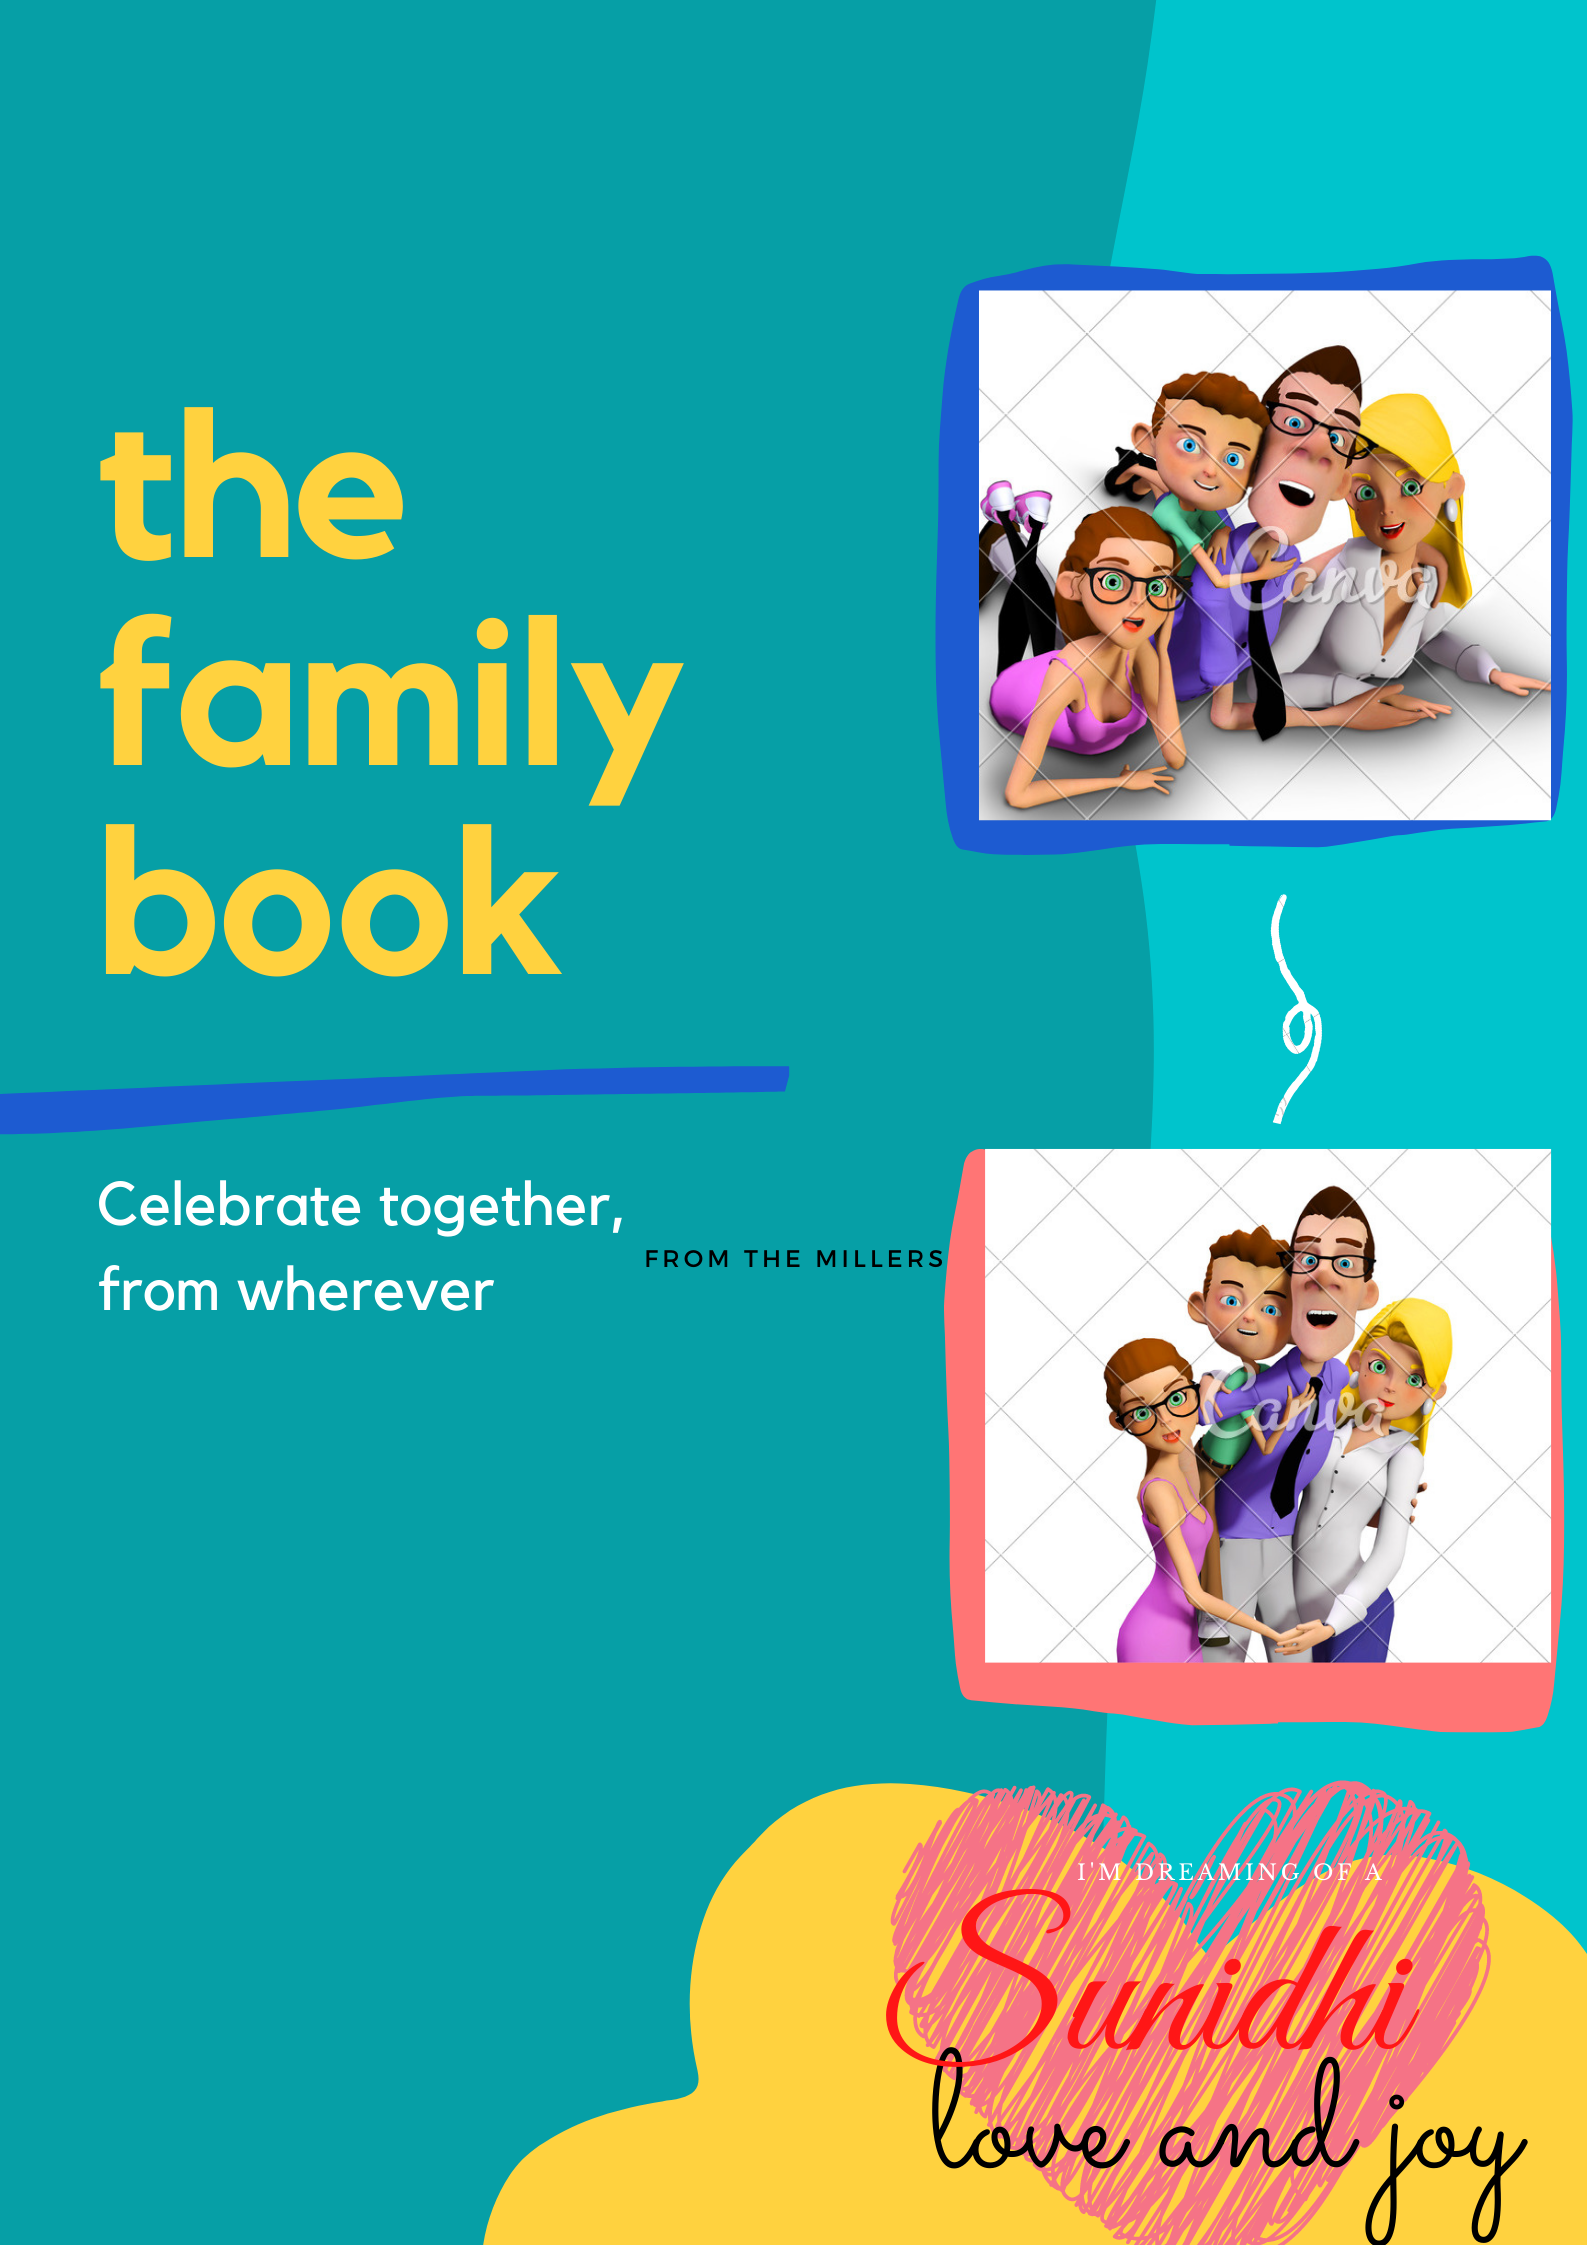 the
family
book
Canva
Celebrate together,
from wherever
FROM THE MILLERS
Canva
I'M DREAMING OF A
Sunidhi
love and joy